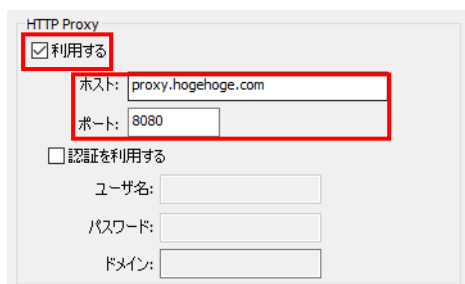 HTTP Proxy
利用する
ホスト: proxy.hogehoge.com
ポート: 8080
認証を利用する
ユーザ名:
パスワード:
ドメイン: